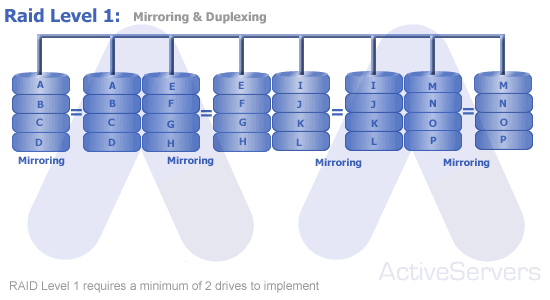 Raid Level 1: Mirroring & Duplexing
A A E E I I M M
B = B F = F J = J N = N
C C G G K K O O
D D H H L L P P
Mirroring Mirroring Mirroring Mirroring
ActiveServers
RAID Level 1 requires a minimum of 2 drives to implement